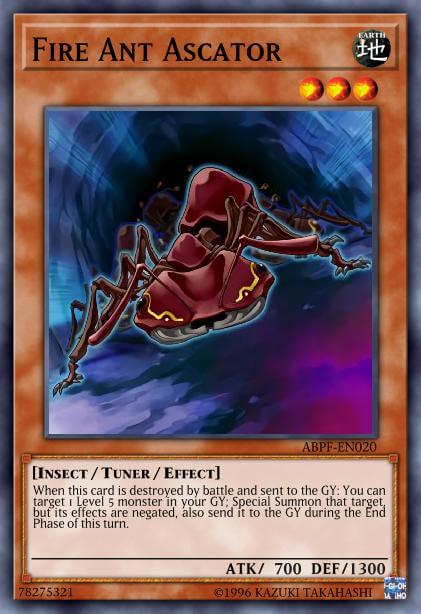 Fire Ant Ascator
EARTH
地
ABPF-EN020
[Insect / Tuner / Effect]
When this card is destroyed by battle and sent to the GY: You can
target 1 Level 5 monster in your GY; Special Summon that target,
but its effects are negated, also send it to the GY during the End
Phase of this turn.
ATK/ 700 DEF/1300
78275321
©1996 KAZUKI TAKAHASHI